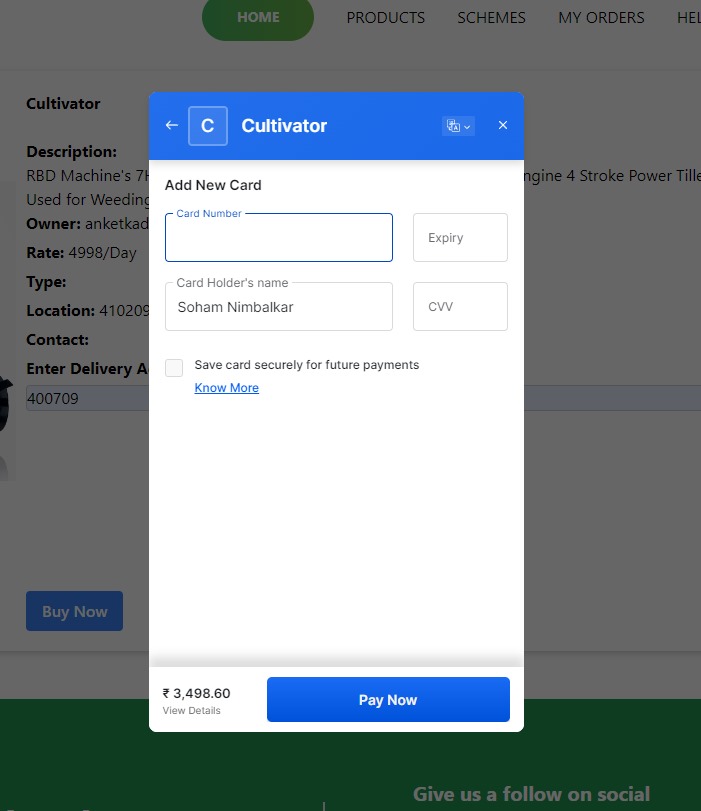 HOME PRODUCTS SCHEMES MY ORDERS
Cultivator
Description:
RBD Machine's 7 ngine 4 Stroke Power Tille
Used for Weeding
Owner: anketkad
Rate: 4998/Day
Type:
Location: 410209
Contact:
Enter Delivery A
400709
Buy Now
C Cultivator
Add New Card
Card Number
Expiry
Card Holder's name
Soham Nimbalkar
CVV
Save card securely for future payments
Know More
₹ 3,498.60
View Details
Pay Now
Give us a follow on social